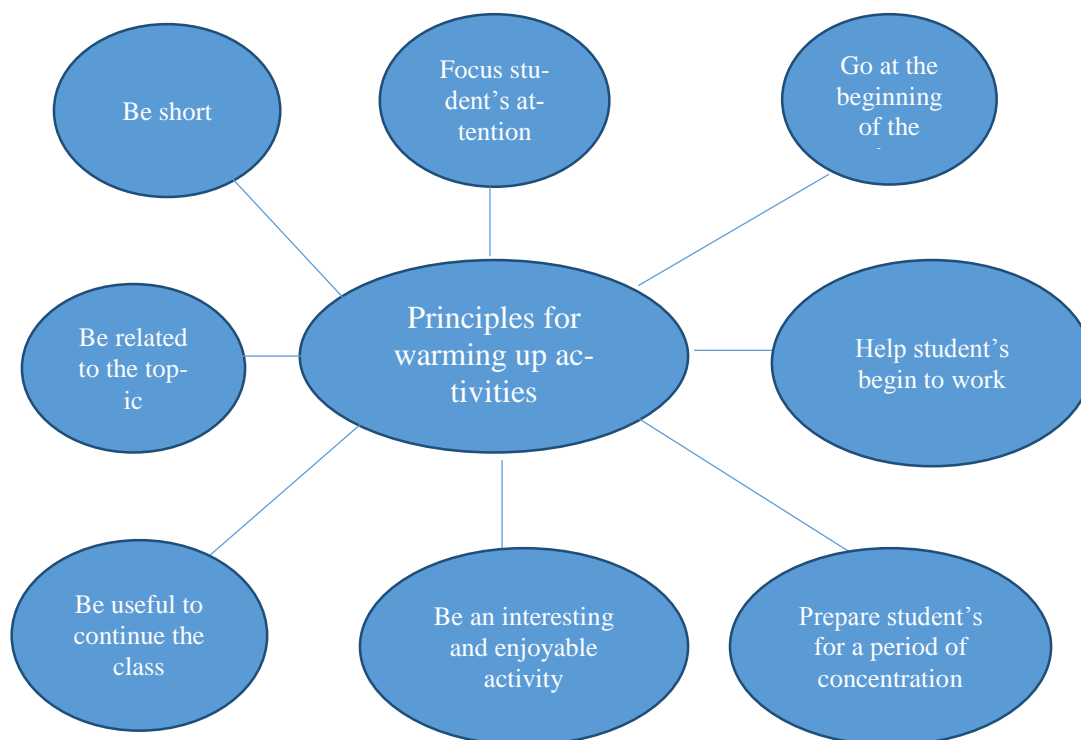 Be short
Focus stu-
dent's at-
tention
Go at the
beginning
of the
Be related
to the top-
ic
Principles for
warming up ac-
tivities
Help student's
begin to work
Be useful to
continue the
class
Be an interesting
and enjoyable
activity
Prepare student's
for a period of
concentration